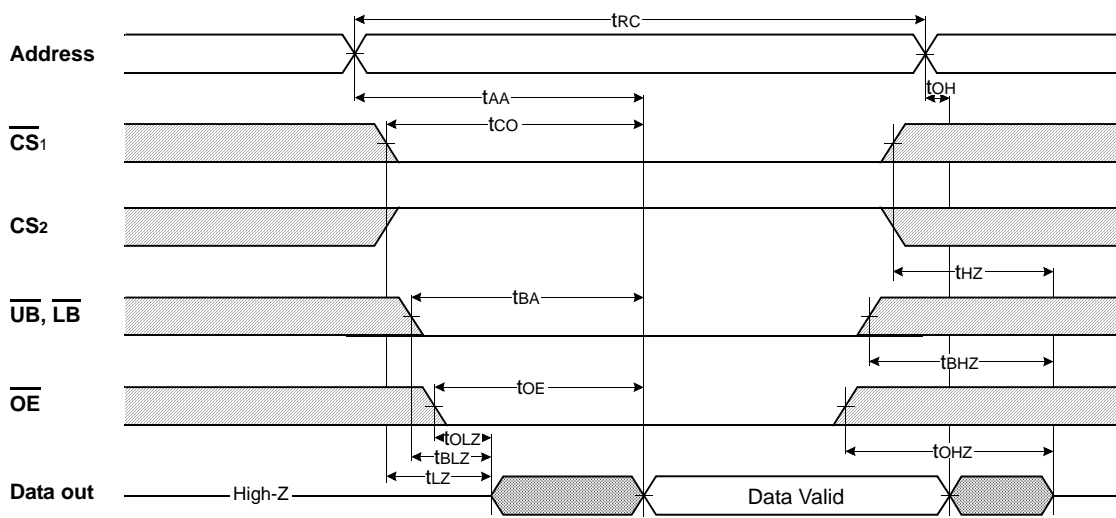 tRC
Address
tOH
tAA
CS1
tCO
CS2
tHZ
UB, LB
tBA
tBHZ
OE
tOE
tOLZ
tOHZ
tBLZ
tLZ
Data out
High-Z
Data Valid